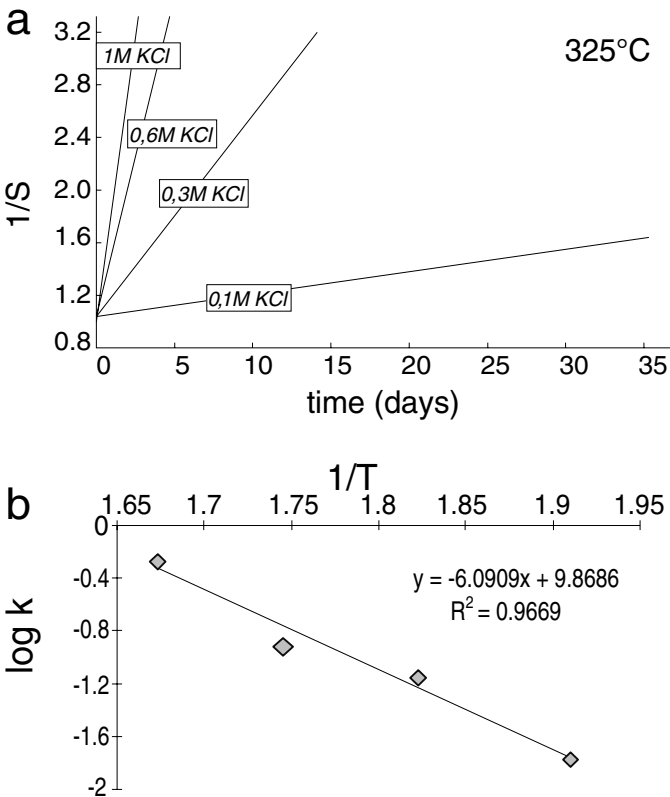 a
325°C
3.2
2.8
2.4
2.0
1.6
1.2
0.8
1/S
1M KCl
0,6M KCl
0,3M KCl
0,1M KCl
0 5 10 15 20 25 30 35
time (days)
b
1/T
1.65 1.7 1.75 1.8 1.85 1.9 1.95
0
-0.4
-0.8
-1.2
-1.6
-2
log k
y = -6.0909x + 9.8686
R² = 0.9669